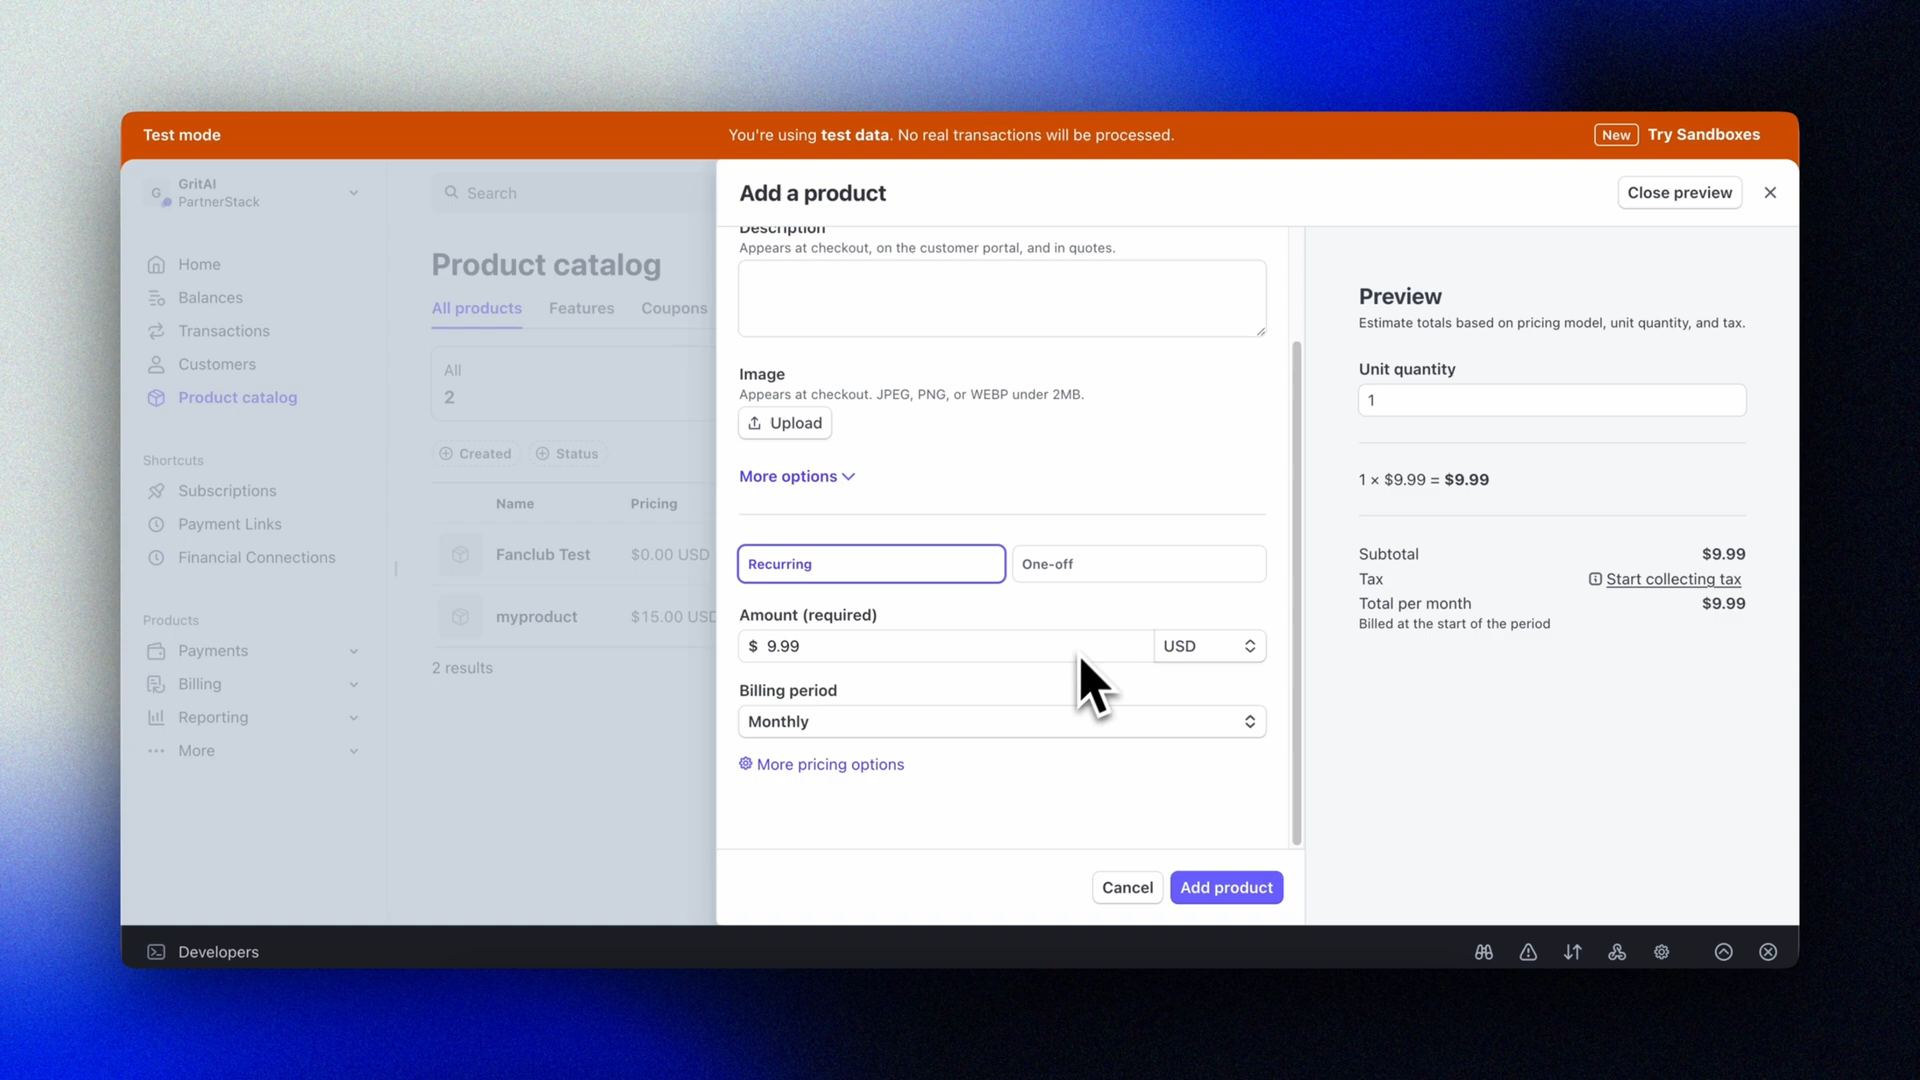 Test mode
You're using test data. No real transactions will be processed.
New Try Sandboxes
G
GritAI
PartnerStack
Home
Balances
Transactions
Customers
Product catalog
Shortcuts
Subscriptions
Payment Links
Financial Connections
Products
Payments
Billing
Reporting
More
Search
Product catalog
All products Features Coupons
All
2
Created Status
Name Pricing
Fanclub Test $0.00 USD
myproduct $15.00 USD
2 results
Add a product
Close preview
Description
Appears at checkout, on the customer portal, and in quotes.
Image
Appears at checkout. JPEG, PNG, or WEBP under 2MB.
Upload
More options
Recurring One-off
Amount (required)
$ 9.99 USD
Billing period
Monthly
More pricing options
Cancel Add product
Preview
Estimate totals based on pricing model, unit quantity, and tax.
Unit quantity
1
1 × $9.99 = $9.99
Subtotal $9.99
Tax Start collecting tax
Total per month $9.99
Billed at the start of the period
Developers